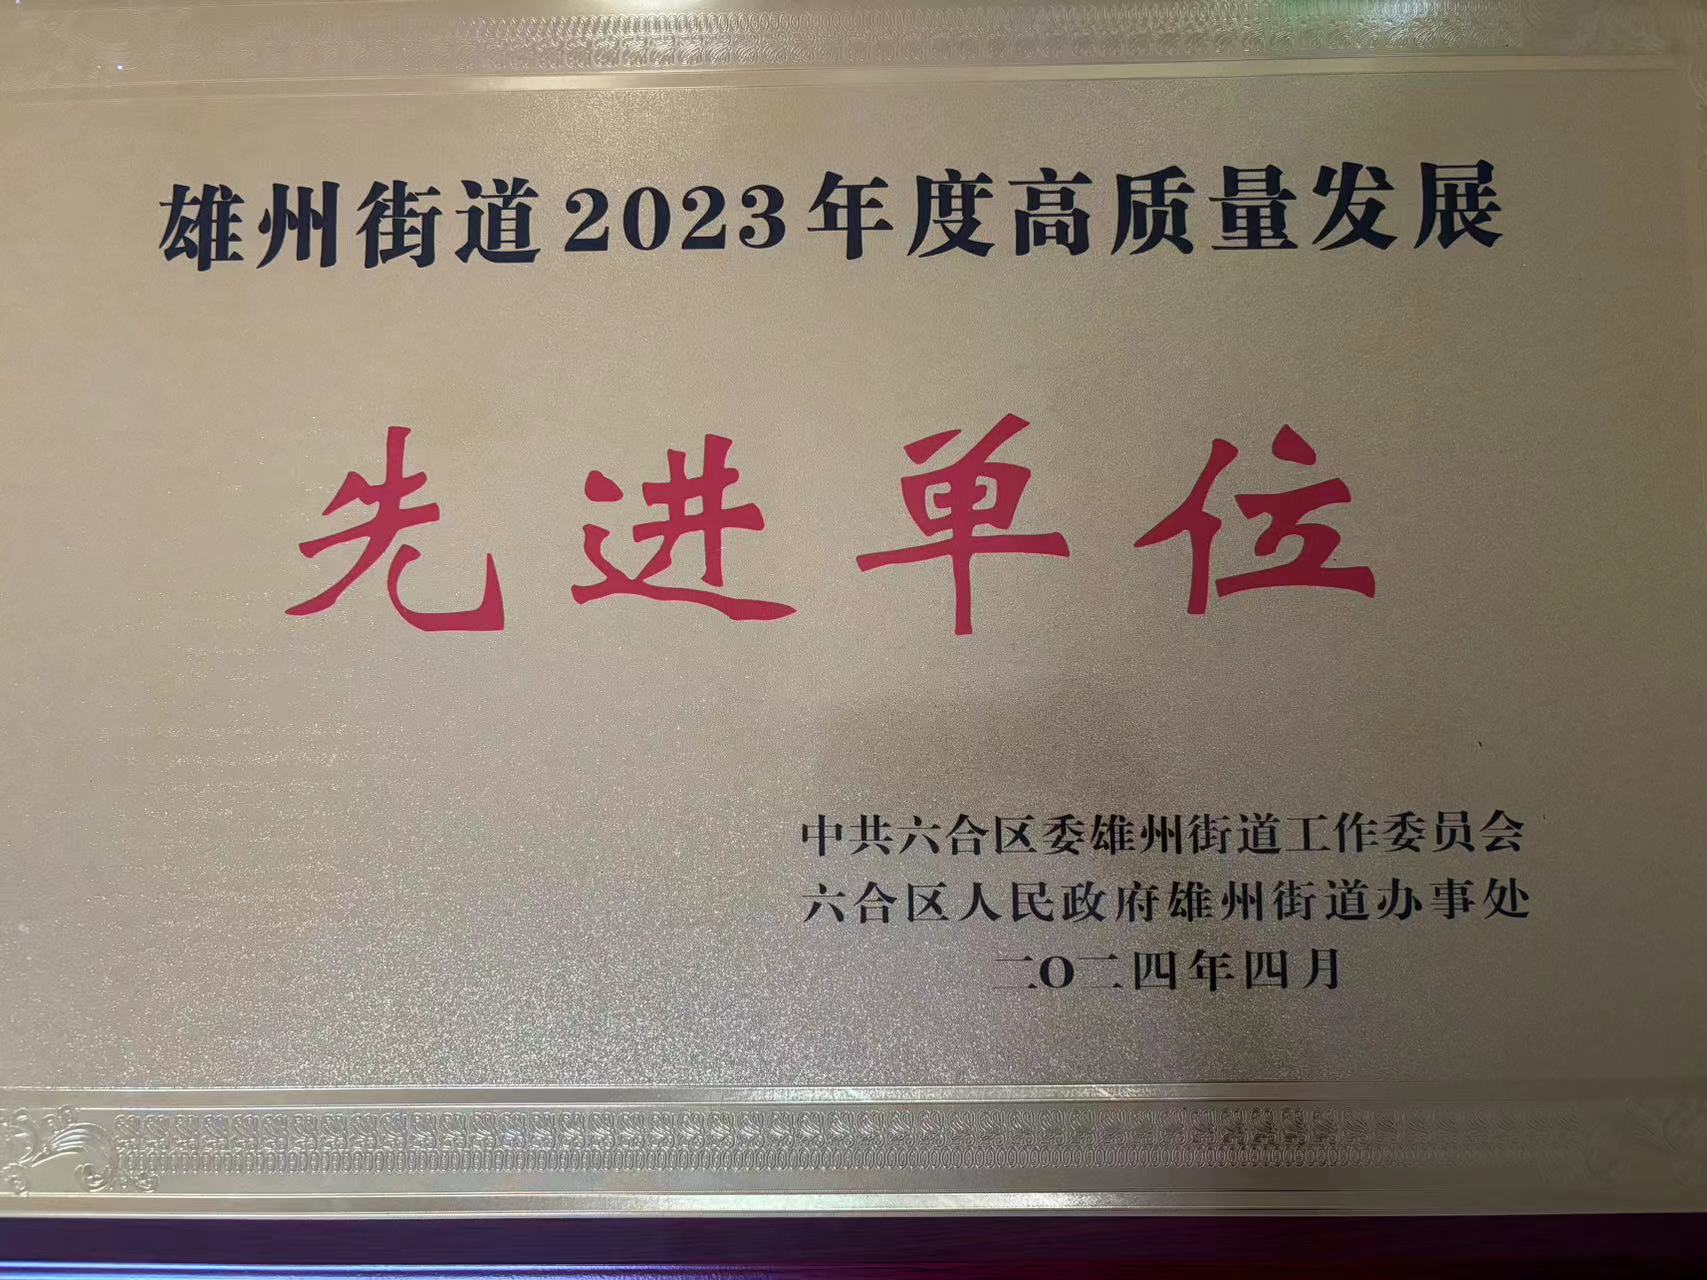 雄州街道2023年度高质量发展
先进单位
中共六合区委雄州街道工作委员会
六合区人民政府雄州街道办事处
二〇二四年四月